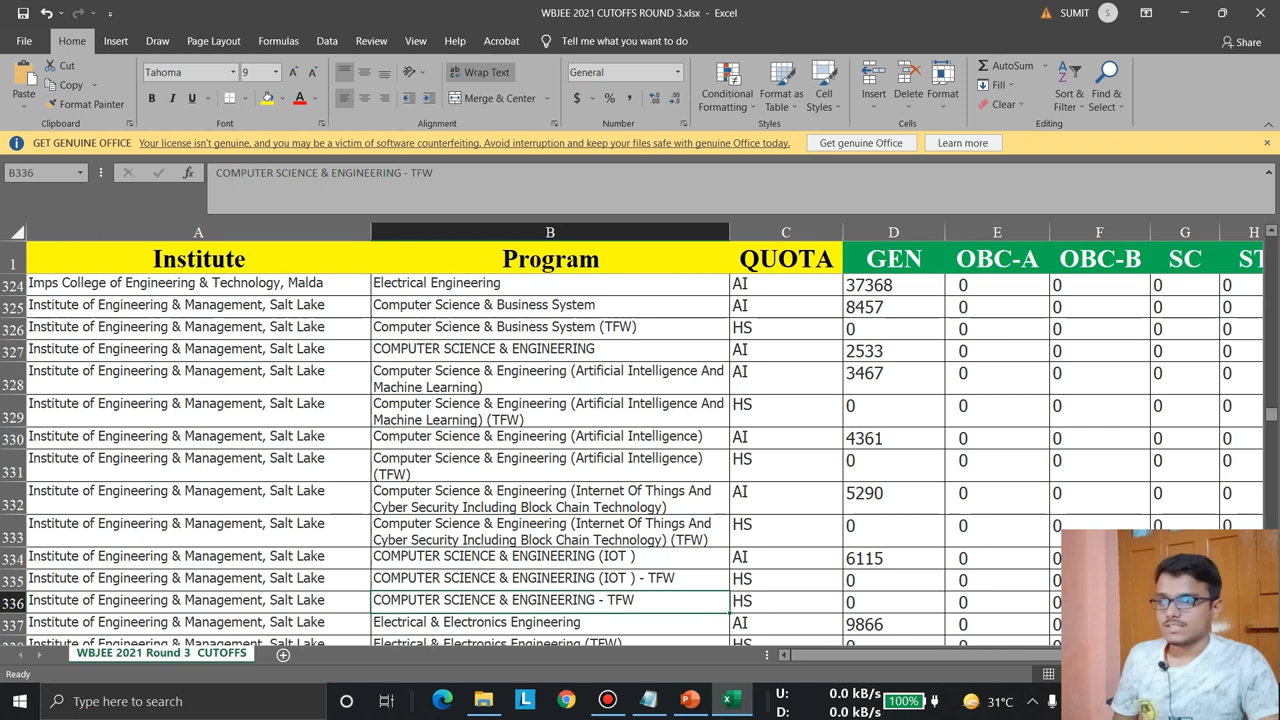 WBJEE 2021 CUTOFFS ROUND 3.xlsx - Excel
SUMIT S
File Home Insert Draw Page Layout Formulas Data Review View Help Acrobat Tell me what you want to do Share
Paste
Cut
Copy
Format Painter
Clipboard
Tahoma 9
B I U
Font
Wrap Text
Merge & Center
Alignment
General
$ % ,
Number
Conditional Formatting
Format as Table
Cell Styles
Styles
Insert Delete Format
Cells
AutoSum
Fill
Clear
Sort & Filter
Find & Select
Editing
GET GENUINE OFFICE Your license isn't genuine, and you may be a victim of software counterfeiting. Avoid interruption and keep your files safe with genuine Office today. Get genuine Office Learn more
B336 fx COMPUTER SCIENCE & ENGINEERING - TFW
A B C D E F G H
1 Institute Program QUOTA GEN OBC-A OBC-B SC ST
324 Imps College of Engineering & Technology, Malda Electrical Engineering AI 37368 0 0 0 0
325 Institute of Engineering & Management, Salt Lake Computer Science & Business System AI 8457 0 0 0 0
326 Institute of Engineering & Management, Salt Lake Computer Science & Business System (TFW) HS 0 0 0 0 0
327 Institute of Engineering & Management, Salt Lake COMPUTER SCIENCE & ENGINEERING AI 2533 0 0 0 0
328 Institute of Engineering & Management, Salt Lake Computer Science & Engineering (Artificial Intelligence And AI 3467 0 0 0 0
Machine Learning)
329 Institute of Engineering & Management, Salt Lake Computer Science & Engineering (Artificial Intelligence And HS 0 0 0 0 0
Machine Learning) (TFW)
330 Institute of Engineering & Management, Salt Lake Computer Science & Engineering (Artificial Intelligence) AI 4361 0 0 0 0
331 Institute of Engineering & Management, Salt Lake Computer Science & Engineering (Artificial Intelligence) HS 0 0 0 0 0
(TFW)
332 Institute of Engineering & Management, Salt Lake Computer Science & Engineering (Internet Of Things And AI 5290 0 0 0 0
Cyber Security Including Block Chain Technology)
333 Institute of Engineering & Management, Salt Lake Computer Science & Engineering (Internet Of Things And HS 0 0 0 0 0
Cyber Security Including Block Chain Technology) (TFW)
334 Institute of Engineering & Management, Salt Lake COMPUTER SCIENCE & ENGINEERING (IOT ) AI 6115 0
335 Institute of Engineering & Management, Salt Lake COMPUTER SCIENCE & ENGINEERING (IOT ) - TFW HS 0 0
336 Institute of Engineering & Management, Salt Lake COMPUTER SCIENCE & ENGINEERING - TFW HS 0 0
337 Institute of Engineering & Management, Salt Lake Electrical & Electronics Engineering AI 9866 0
Electrical & Electronics Engineering (TFW)
WBJEE 2021 Round 3 CUTOFFS
Ready
Type here to search
U: 0.0 kB/s
D: 0.0 kB/s
100%
31°C